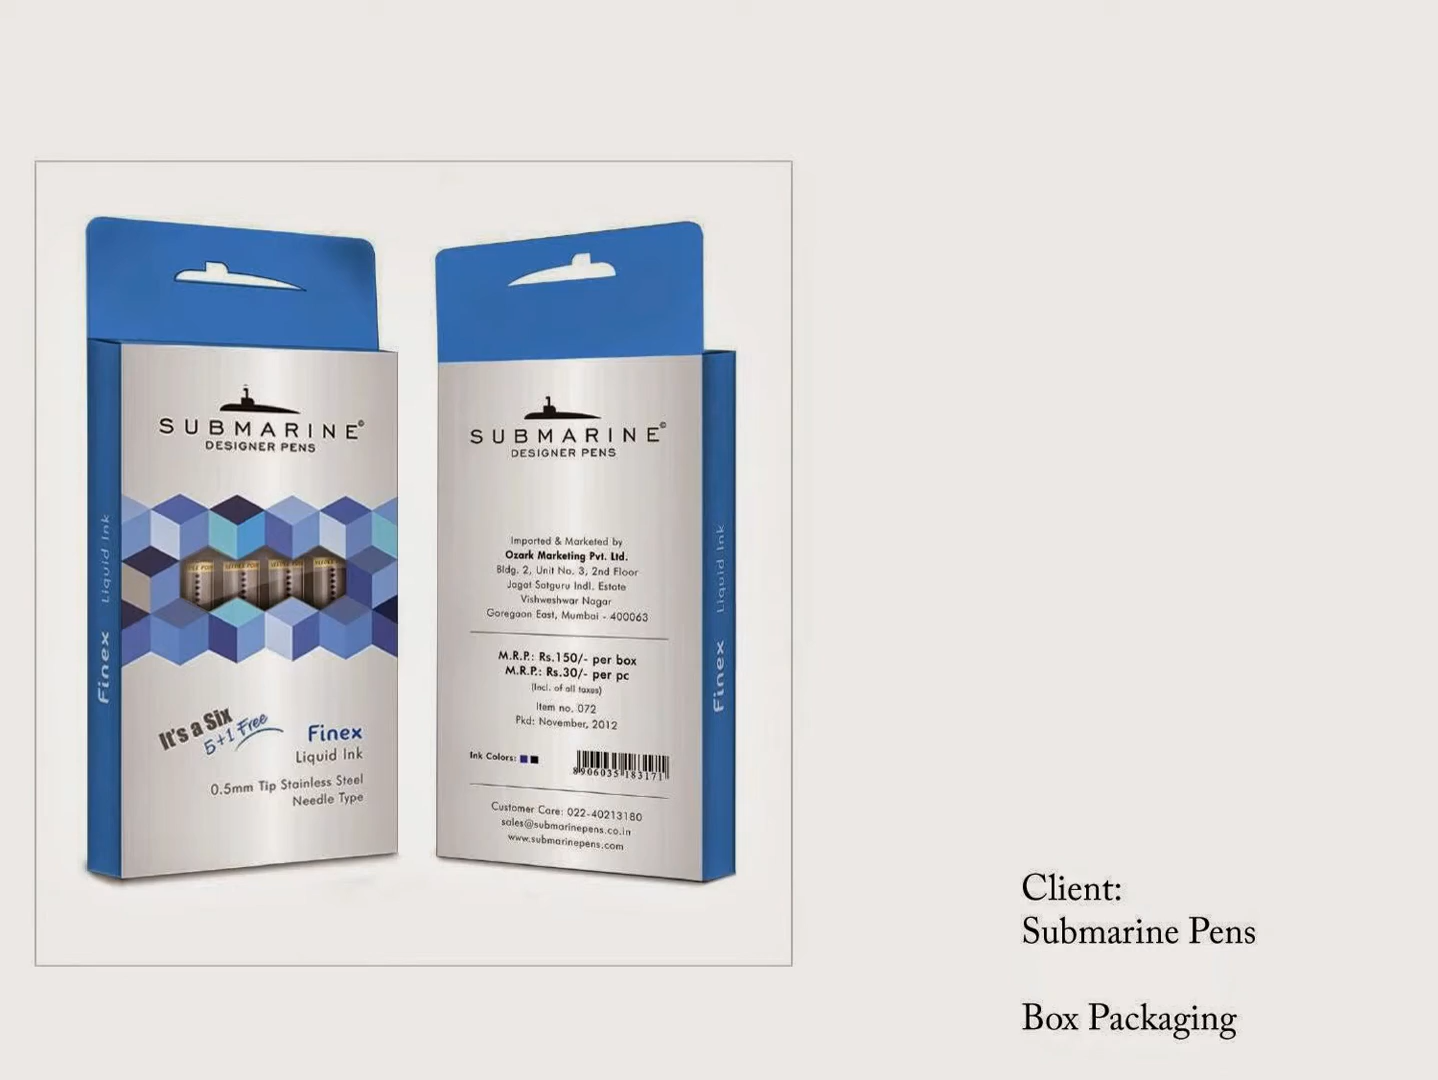 SUBMARINE©
DESIGNER PENS
Liquid Ink
Finex
NEEDLE
It's a Six
5+1 Free
Finex
Liquid Ink
0.5mm Tip Stainless Steel
Needle Type
SUBMARINE©
DESIGNER PENS
Imported & Marketed by
Ozark Marketing Pvt. Ltd.
Bldg. 2, Unit No. 3, 2nd Floor
Jagat Satguru Indl. Estate
Vishweshwar Nagar
Goregaon East, Mumbai - 400063
M.R.P.: Rs.150/- per box
M.R.P.: Rs.30/- per pc
(Incl. of all taxes)
Item no. 072
Pkd: November, 2012
Ink Colors:
8906035183171
Customer Care: 022-40213180
sales@submarinepens.co.in
www.submarinepens.com
Finex Liquid Ink
Client:
Submarine Pens
Box Packaging